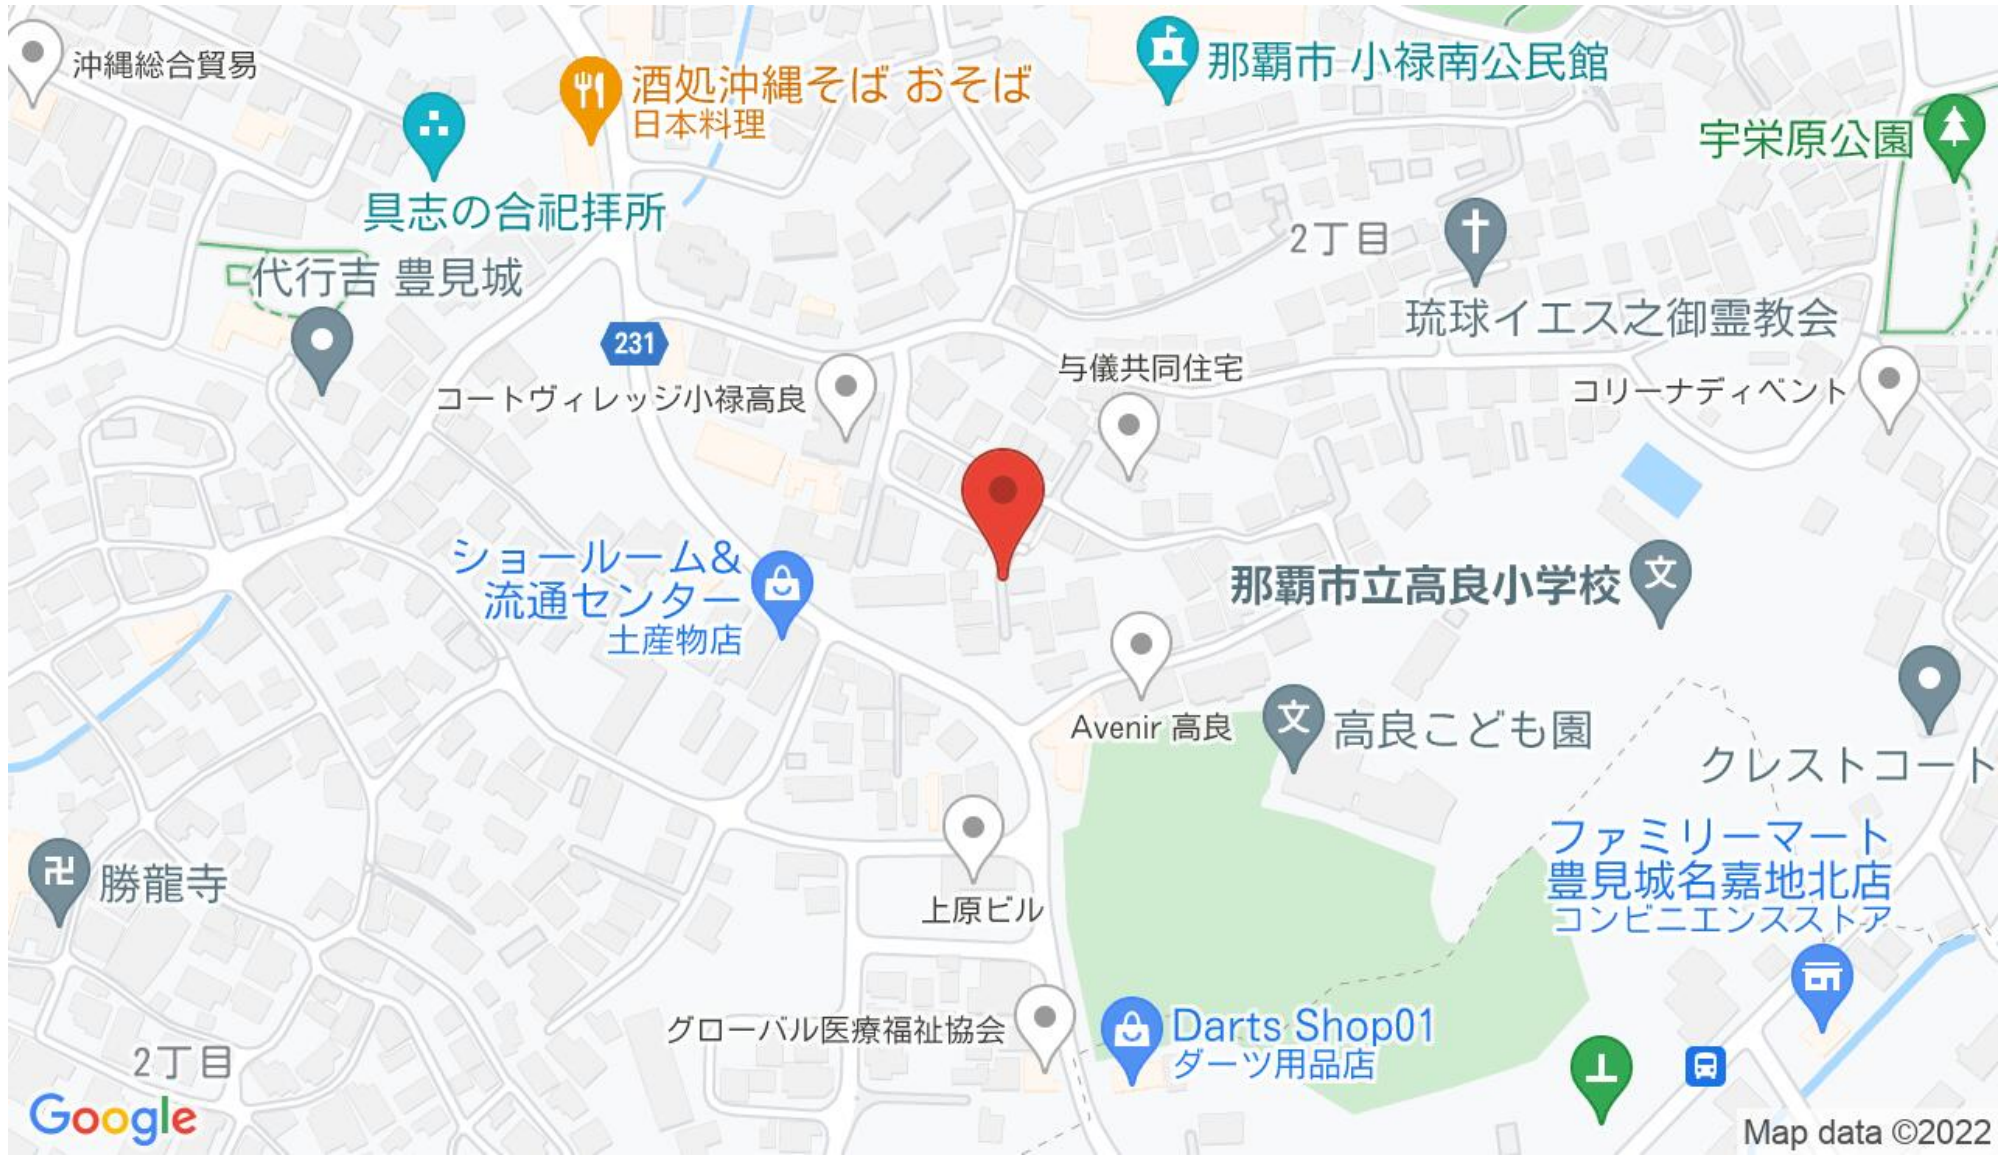 沖縄総合貿易
酒処沖縄そば おそば
日本料理
那覇市 小禄南公民館
宇栄原公園
具志の合祀拝所
2丁目
代行吉 豊見城
琉球イエス之御霊教会
231
与儀共同住宅
コートヴィレッジ小禄高良
コリーナディベント
ショールーム&
流通センター
土産物店
那覇市立高良小学校
文
Avenir 高良
文
高良こども園
クレストコート
ファミリーマート
豊見城名嘉地北店
コンビニエンスストア
卍
勝龍寺
上原ビル
グローバル医療福祉協会
Darts Shop01
ダーツ用品店
2丁目
Google
Map data ©2022